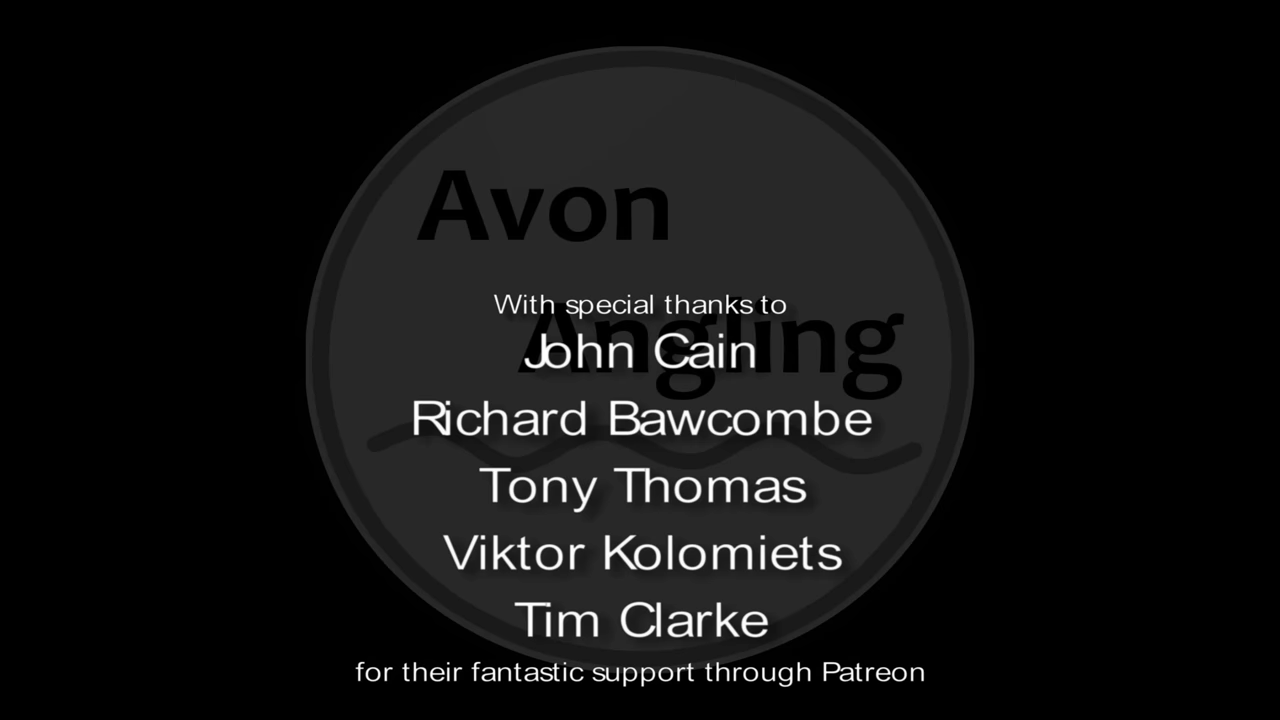 Avon
Angling
With special thanks to
John Cain
Richard Bawcombe
Tony Thomas
Viktor Kolomiets
Tim Clarke
for their fantastic support through Patreon